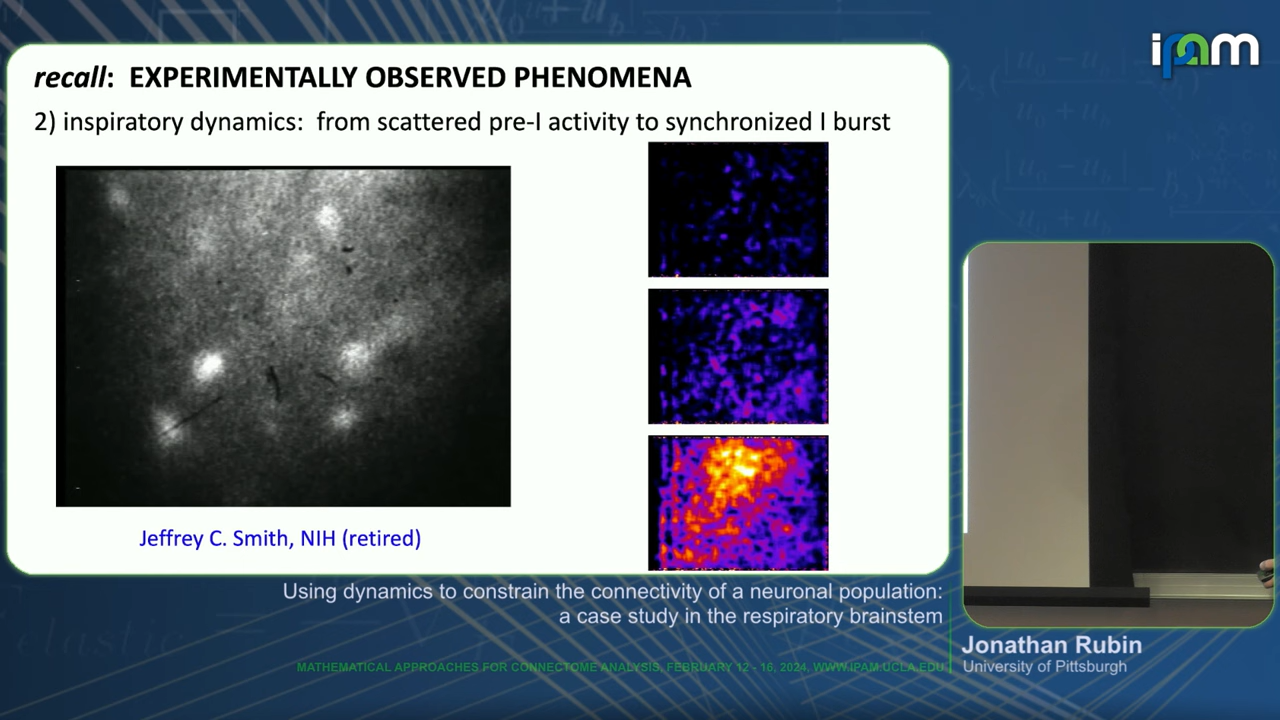 recall: EXPERIMENTALLY OBSERVED PHENOMENA
2) inspiratory dynamics: from scattered pre-I activity to synchronized I burst
Jeffrey C. Smith, NIH (retired)
ipam
Using dynamics to constrain the connectivity of a neuronal population:
a case study in the respiratory brainstem
MATHEMATICAL APPROACHES FOR CONNECTOME ANALYSIS, FEBRUARY 12 - 16, 2024, WWW.IPAM.UCLA.EDU
Jonathan Rubin
University of Pittsburgh
elastic